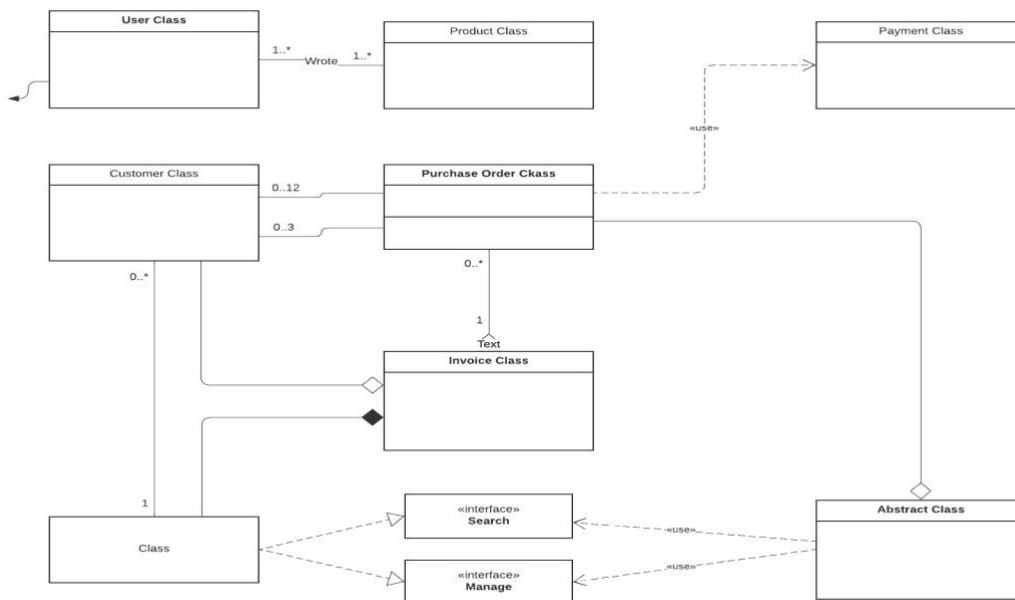 User Class
Product Class
Payment Class
1..*
Wrote
1..*
«use»
Customer Class
Purchase Order Ckass
0..12
0..3
0..*
0..*
1
Text
Invoice Class
1
Class
«interface»
Search
«use»
Abstract Class
«interface»
Manage
«use»